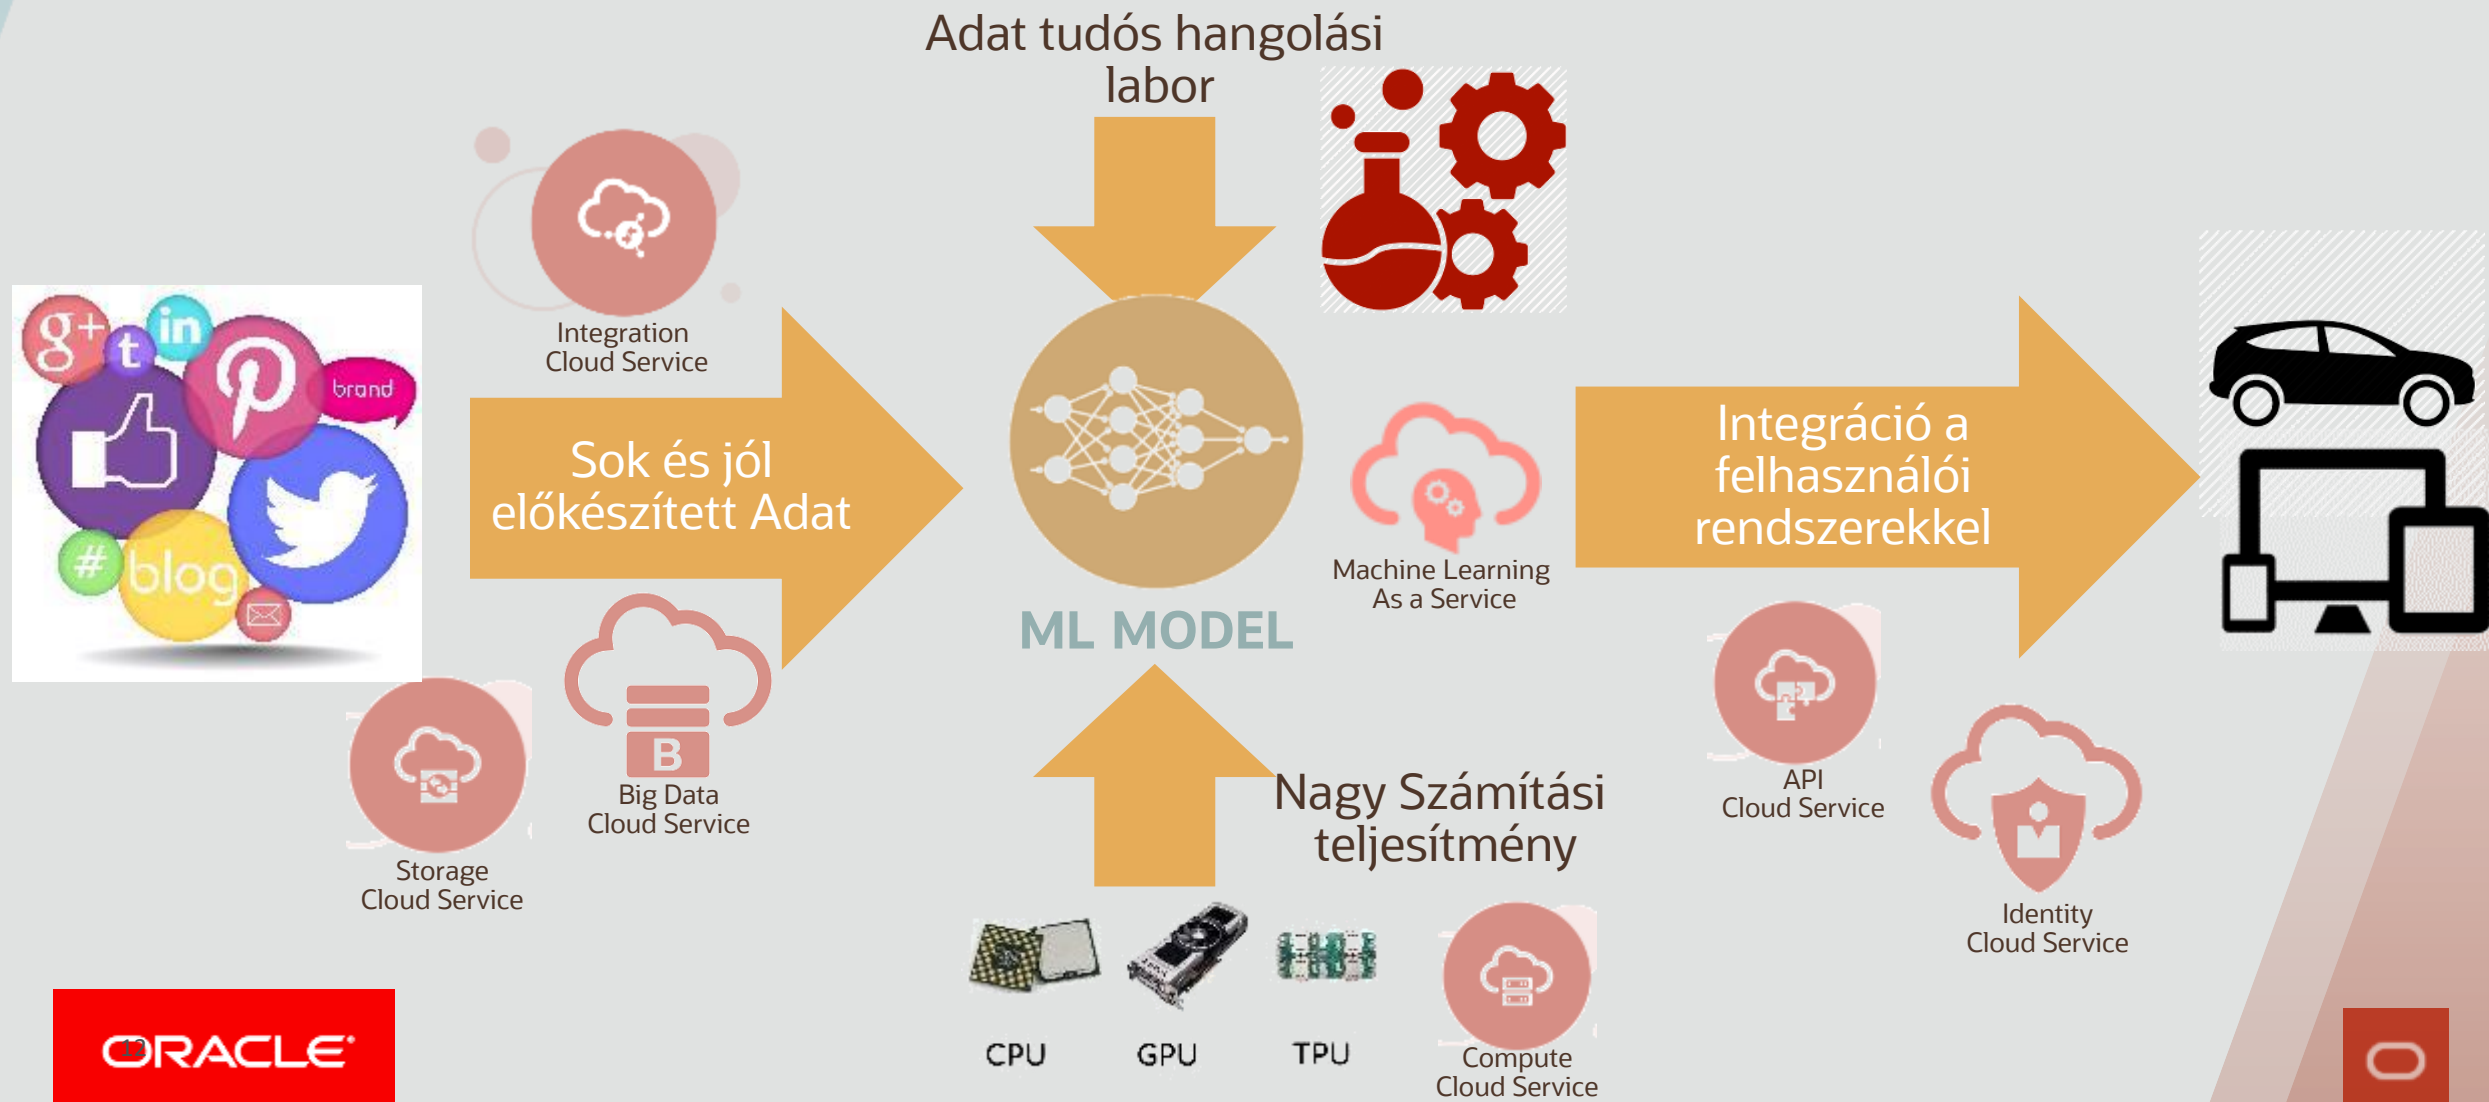 Adat tudós hangolási
labor
Integration
Cloud Service
g+
t
in
brand
#
blog
Sok és jól
előkészített Adat
Integráció a
felhasználói
rendszerekkel
Machine Learning
As a Service
ML MODEL
B
Big Data
Cloud Service
Storage
Cloud Service
Nagy Számítási
teljesítmény
API
Cloud Service
Identity
Cloud Service
CPU
GPU
TPU
Compute
Cloud Service
12
ORACLE